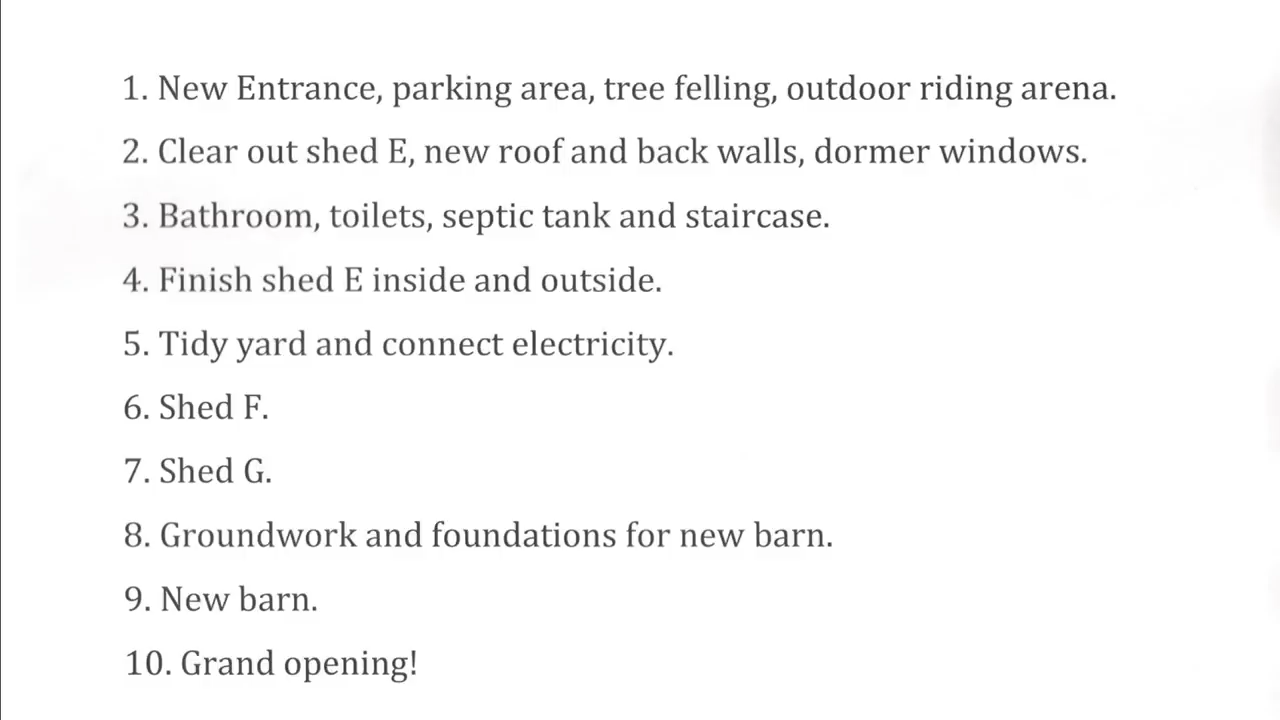 1. New Entrance, parking area, tree felling, outdoor riding arena.
2. Clear out shed E, new roof and back walls, dormer windows.
3. Bathroom, toilets, septic tank and staircase.
4. Finish shed E inside and outside.
5. Tidy yard and connect electricity.
6. Shed F.
7. Shed G.
8. Groundwork and foundations for new barn.
9. New barn.
10. Grand opening!